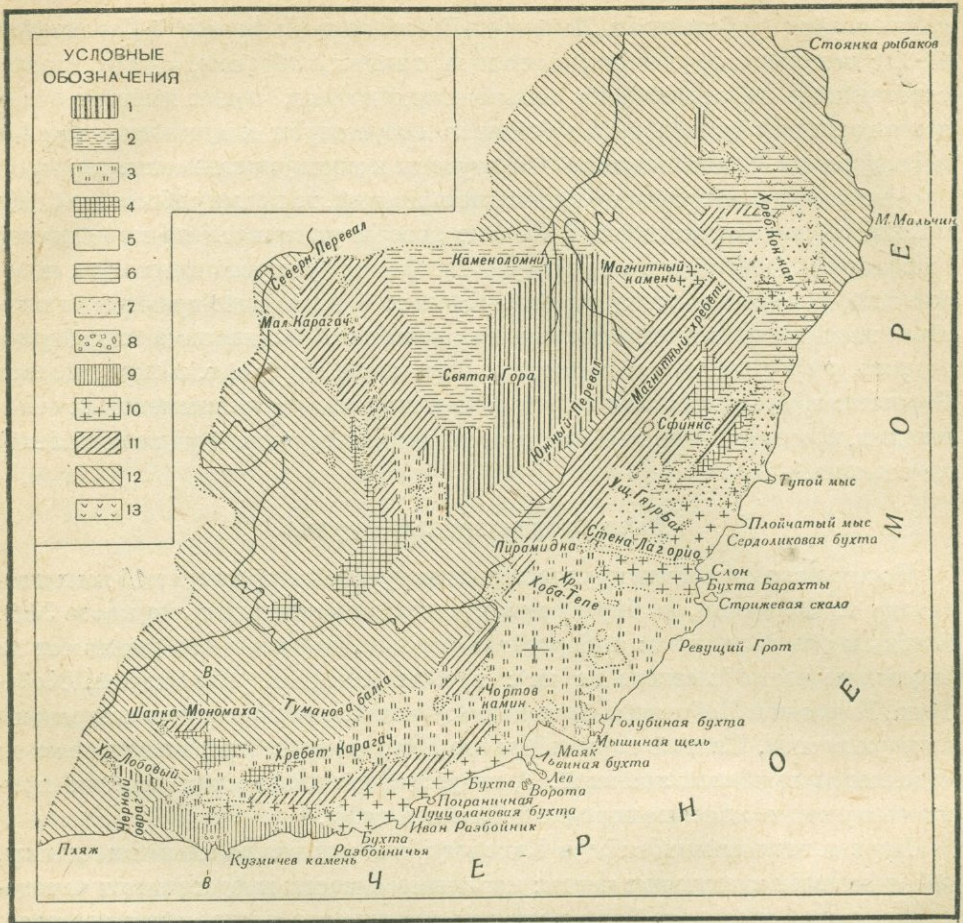 УСЛОВНЫЕ
ОБОЗНАЧЕНИЯ
1
2
3
4
5
6
7
8
9
10
11
12
13
Стоянка рыбаков
М. Мальчин
Хреб. Кок-кая
Северн. Перевал
Каменоломни
Магнитный
камень
Мал. Карагач
Магнитный хребет
Святая Гора
Южный Перевал
Сфинкс
Тупой мыс
Ущ. Гяур Бах
Плойчатый мыс
Сердоликовая бухта
Стена Лагорио
Пирамидка
Слон
Бухта Барахты
Хр.
Хоба-Тепе
Стрижевая скала
Ревущий Грот
В
Шапка Мономаха
Туманова балка
Чортов
камин
Голубиная бухта
Мышиная щель
Хребет Карагач
Маяк
Львиная бухта
Лев
Хр. Лобовый
Бухта
Ворота
Пограничная
Пуццолановая бухта
Иван Разбойник
Черный
овраг
Бухта
Разбойничья
Пляж
Кузмичев камень
В
ЧЕРНОЕ
МОРЕ